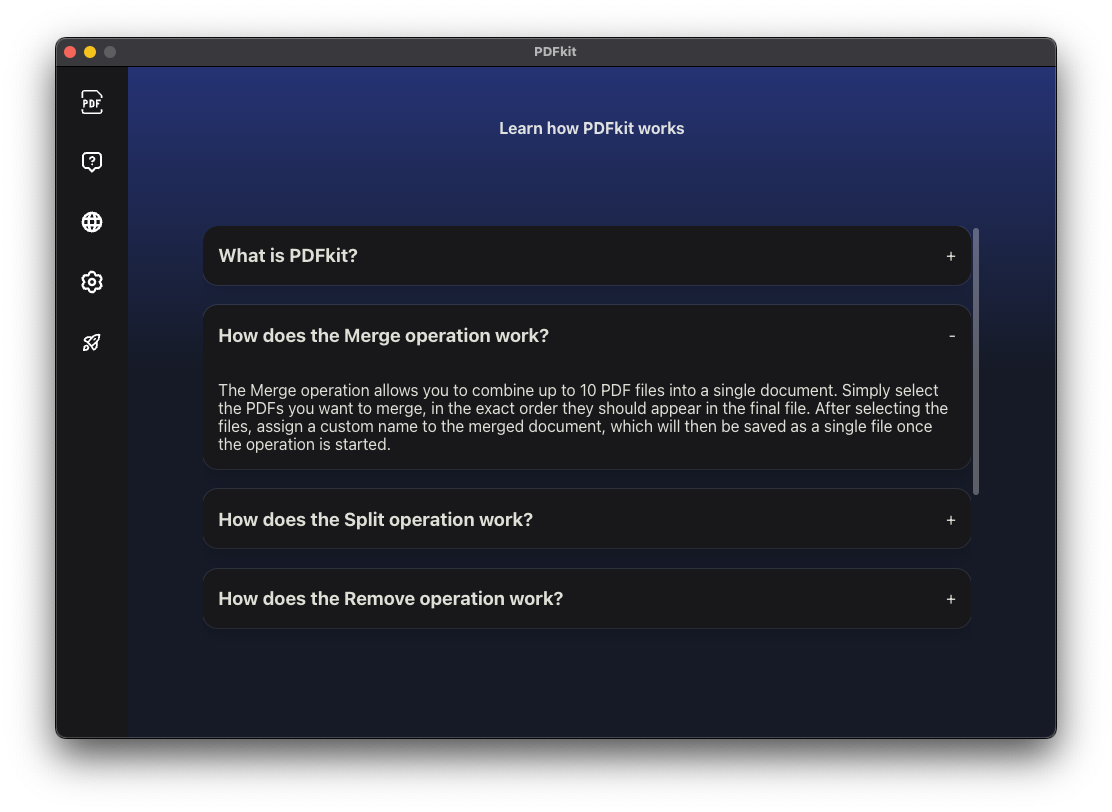 PDFkit
PDF
?
Learn how PDFkit works
What is PDFkit?
+
How does the Merge operation work?
-
The Merge operation allows you to combine up to 10 PDF files into a single document. Simply select
the PDFs you want to merge, in the exact order they should appear in the final file. After selecting the
files, assign a custom name to the merged document, which will then be saved as a single file once
the operation is started.
How does the Split operation work?
+
How does the Remove operation work?
+